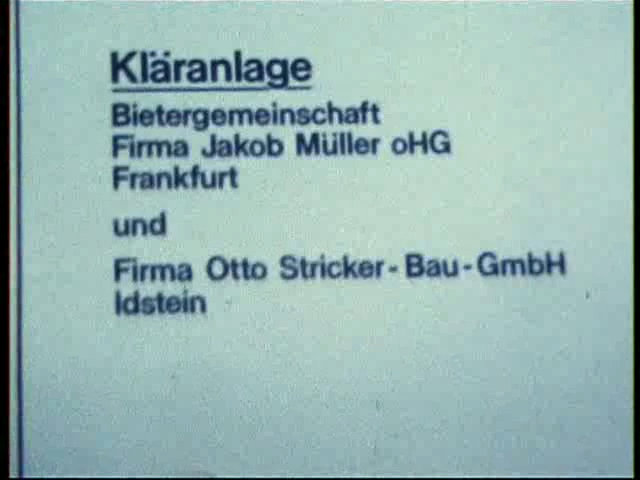 Kläranlage
Bietergemeinschaft
Firma Jakob Müller oHG
Frankfurt
und
Firma Otto Stricker-Bau-GmbH
Idstein